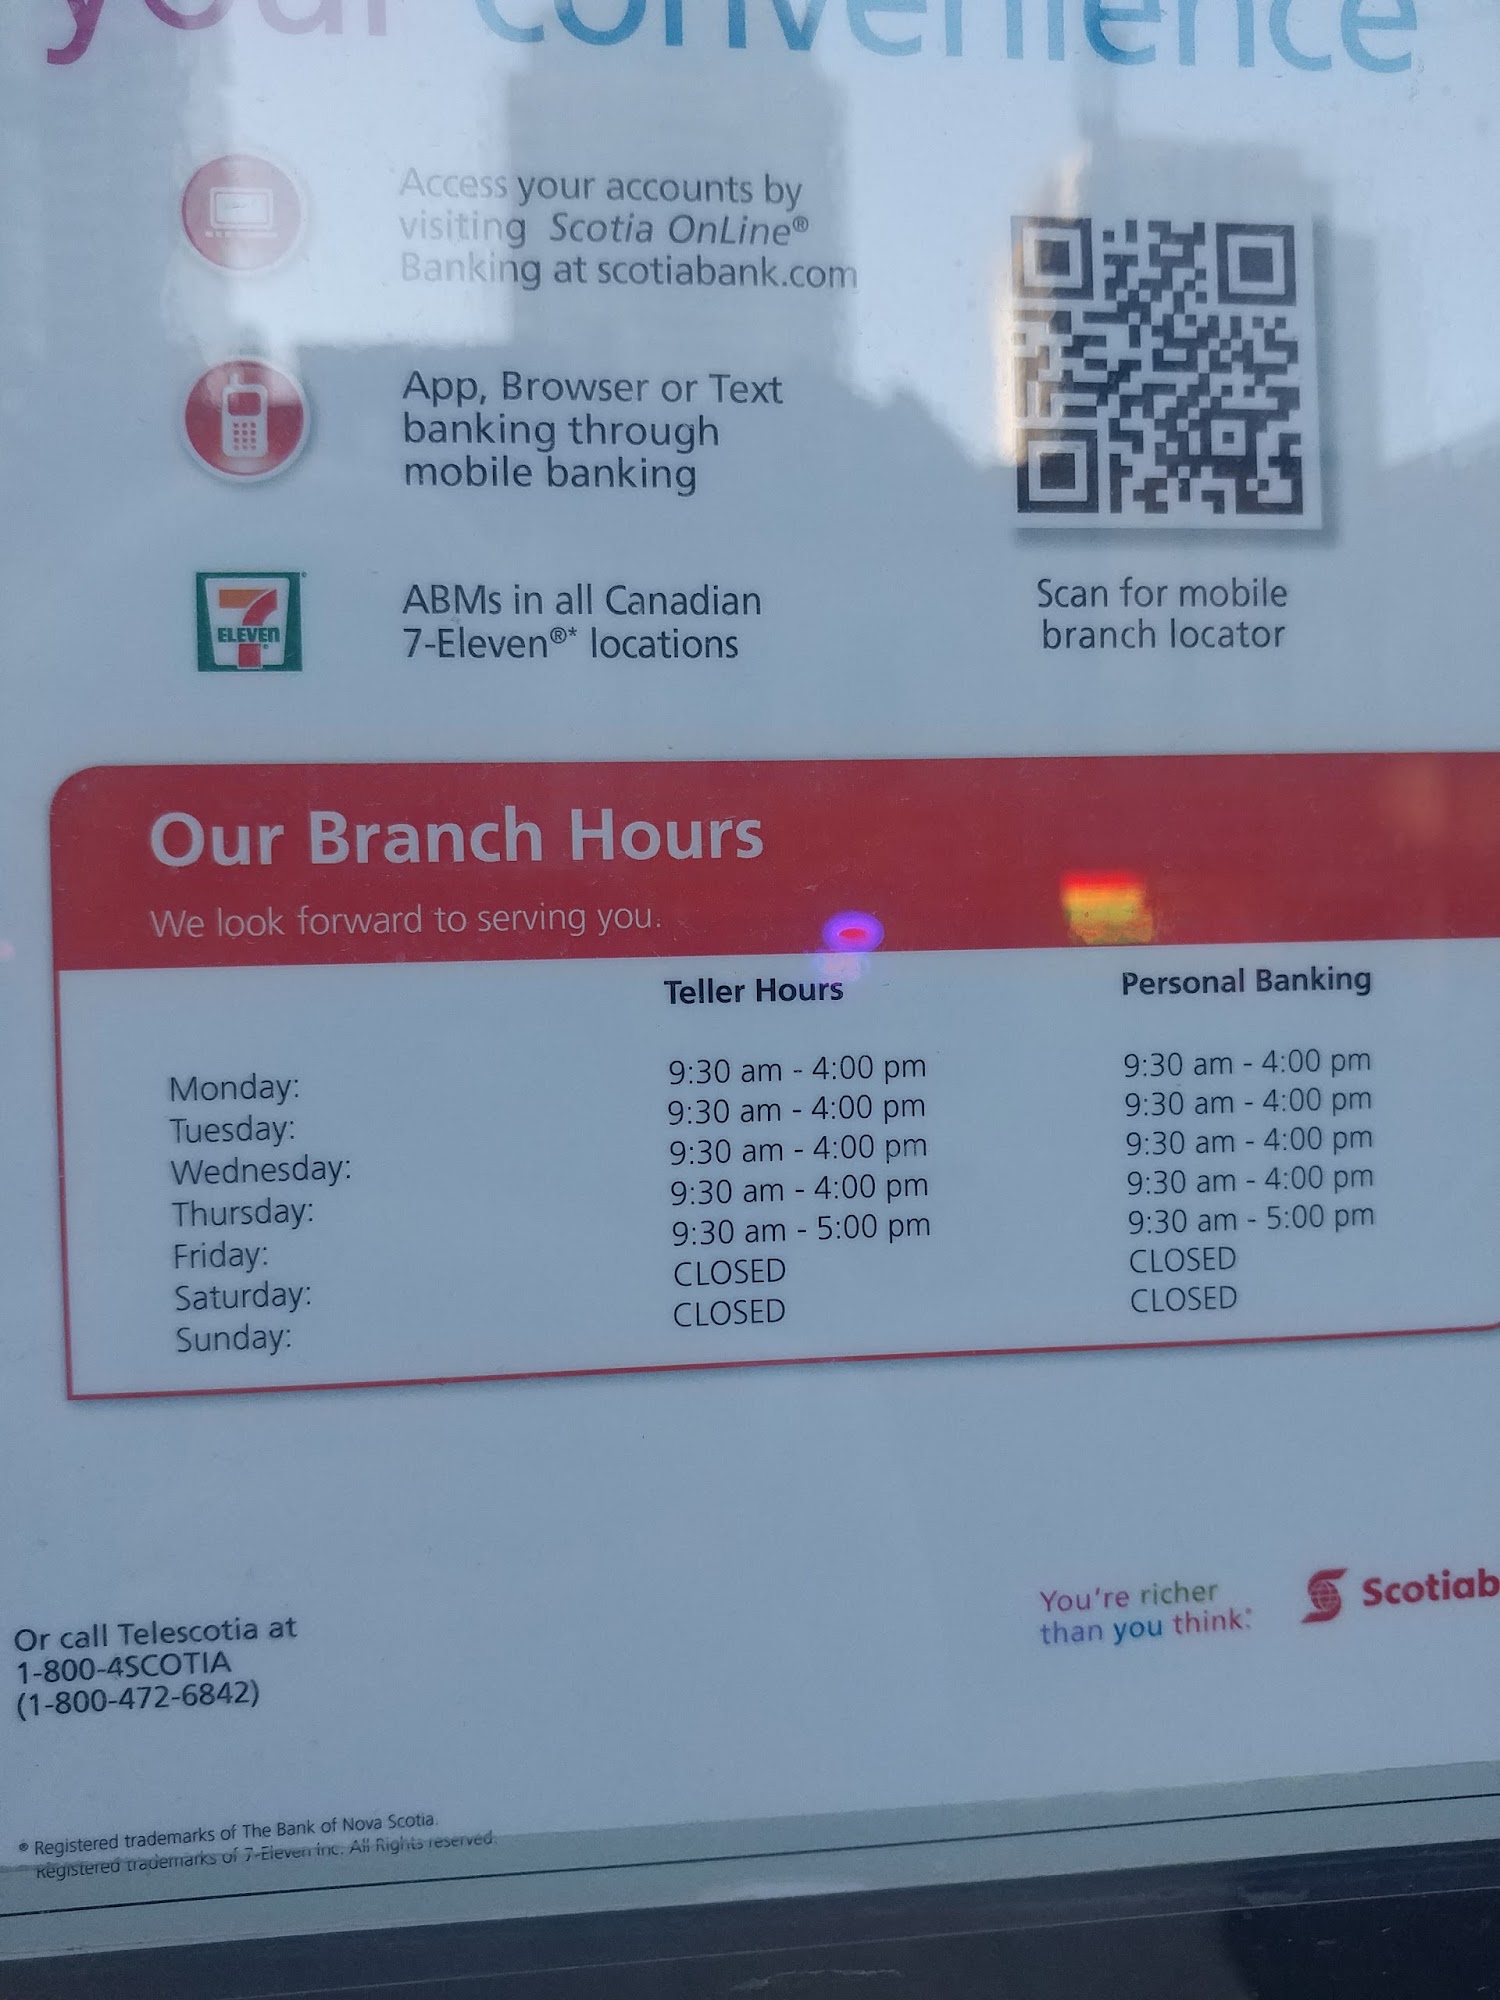 your convenience
Access your accounts by
visiting Scotia OnLine®
Banking at scotiabank.com
App, Browser or Text
banking through
mobile banking
7
ELEVEN
ABMs in all Canadian
7-Eleven®* locations
Scan for mobile
branch locator
Our Branch Hours
We look forward to serving you.
Teller Hours Personal Banking
Monday: 9:30 am - 4:00 pm 9:30 am - 4:00 pm
Tuesday: 9:30 am - 4:00 pm 9:30 am - 4:00 pm
Wednesday: 9:30 am - 4:00 pm 9:30 am - 4:00 pm
Thursday: 9:30 am - 4:00 pm 9:30 am - 4:00 pm
Friday: 9:30 am - 5:00 pm 9:30 am - 5:00 pm
Saturday: CLOSED CLOSED
Sunday: CLOSED CLOSED
Or call Telescotia at
1-800-4SCOTIA
(1-800-472-6842)
You're richer
than you think.*
Scotiab
® Registered trademarks of The Bank of Nova Scotia.
Registered trademarks of 7-Eleven Inc. All Rights reserved.